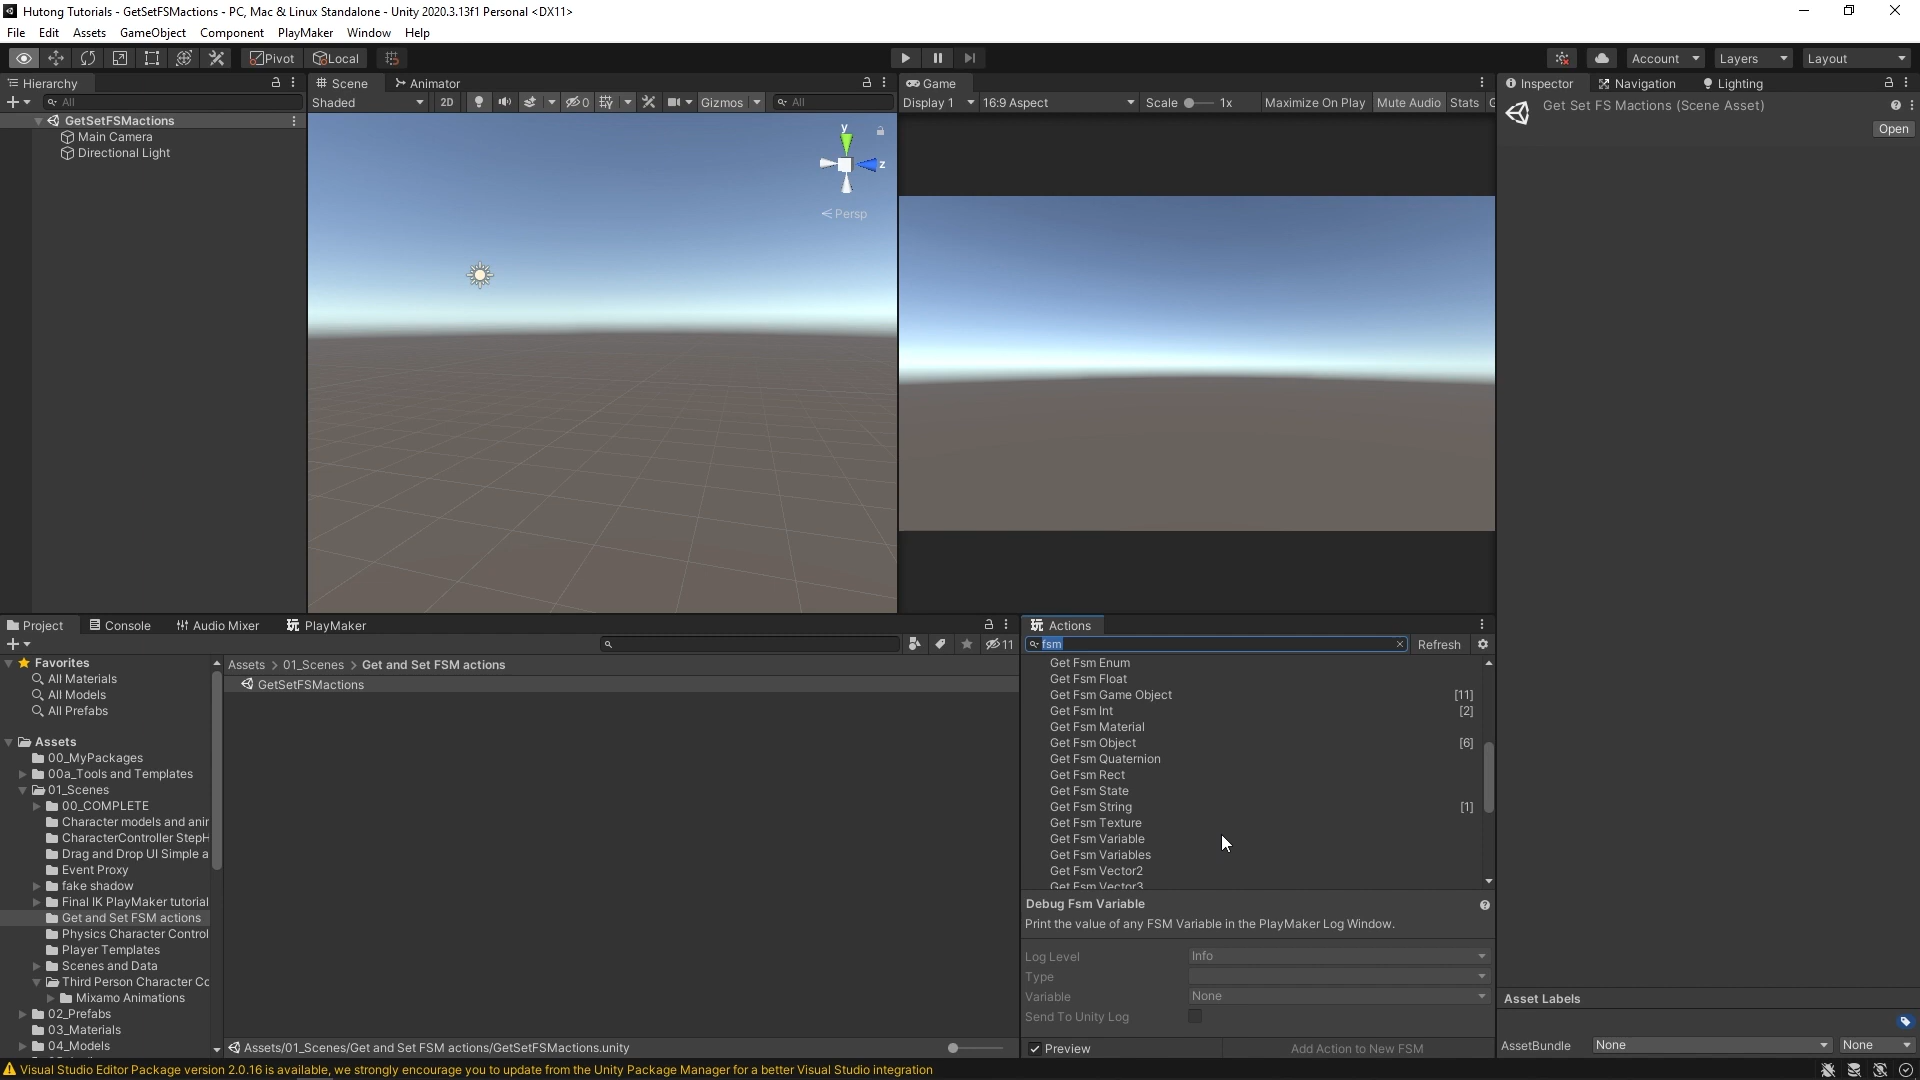 Hutong Tutorials - GetSetFSMactions - PC, Mac & Linux Standalone - Unity 2020.3.13f1 Personal <DX11>
File Edit Assets GameObject Component PlayMaker Window Help
Pivot Local Account Layers Layout
Hierarchy
All
GetSetFSMactions
Main Camera
Directional Light
Scene Animator
Shaded 2D 0 Gizmos All
y
z
Persp
Game
Display 1 16:9 Aspect Scale 1x Maximize On Play Mute Audio Stats G
Inspector Navigation Lighting
Get Set FS Mactions (Scene Asset)
Open
Project Console Audio Mixer PlayMaker
11
Favorites
All Materials
All Models
All Prefabs
Assets
00_MyPackages
00a_Tools and Templates
01_Scenes
00_COMPLETE
Character models and anir
CharacterController StepH
Drag and Drop UI Simple a
Event Proxy
fake shadow
Final IK PlayMaker tutorial
Get and Set FSM actions
Physics Character Control
Player Templates
Scenes and Data
Third Person Character Cc
Mixamo Animations
02_Prefabs
03_Materials
04_Models
Assets > 01_Scenes > Get and Set FSM actions
GetSetFSMactions
Assets/01_Scenes/Get and Set FSM actions/GetSetFSMactions.unity
Actions
fsm Refresh
Get Fsm Enum
Get Fsm Float
Get Fsm Game Object [11]
Get Fsm Int [2]
Get Fsm Material
Get Fsm Object [6]
Get Fsm Quaternion
Get Fsm Rect
Get Fsm State
Get Fsm String [1]
Get Fsm Texture
Get Fsm Variable
Get Fsm Variables
Get Fsm Vector2
Get Fsm Vector3
Debug Fsm Variable
Print the value of any FSM Variable in the PlayMaker Log Window.
Log Level Info
Type
Variable None
Send To Unity Log
Preview Add Action to New FSM
Asset Labels
AssetBundle None None
Visual Studio Editor Package version 2.0.16 is available, we strongly encourage you to update from the Unity Package Manager for a better Visual Studio integration